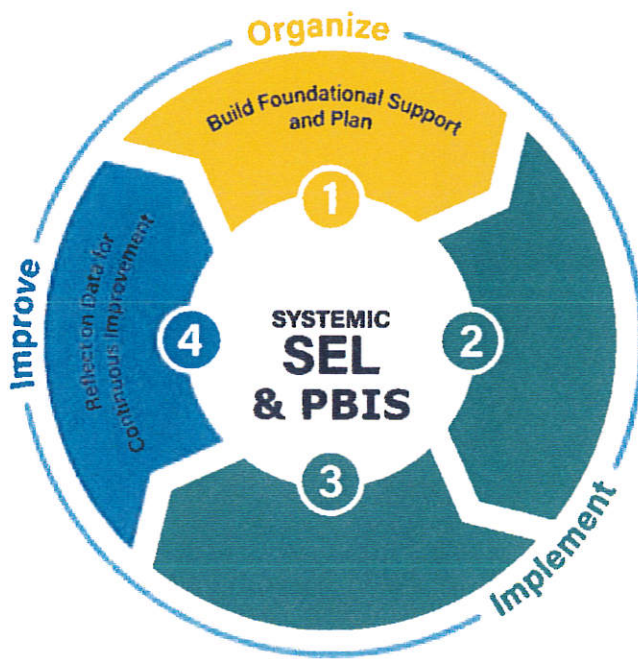 Organize
Build Foundational Support
and Plan
1
2
Implement
3
4
Improve
Reflect on Data for
Continuous Improvement
SYSTEMIC
SEL
& PBIS